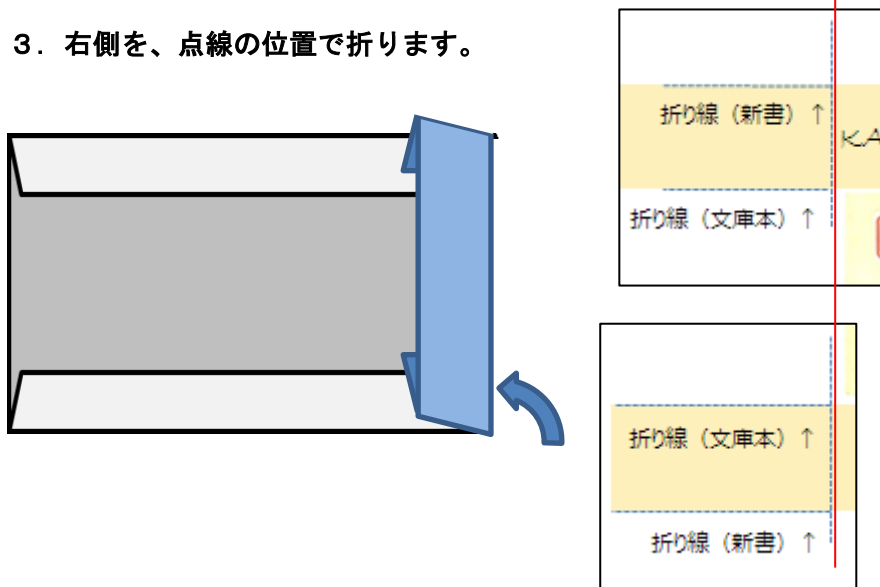 ３．右側を、点線の位置で折ります。
折り線（新書）↑
KA
折り線（文庫本）↑
折り線（文庫本）↑
折り線（新書）↑